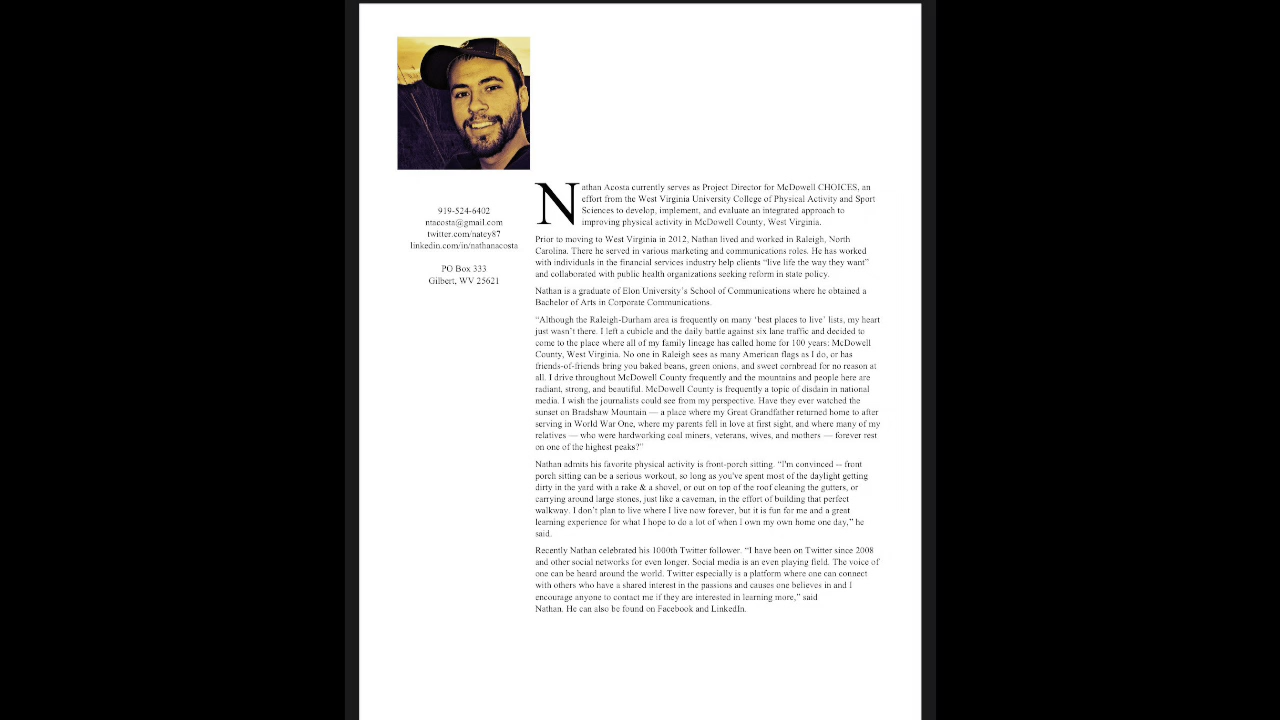 919-524-6402
ntacosta@gmail.com
twitter.com/natey87
linkedin.com/in/nathanacosta
PO Box 333
Gilbert, WV 25621
Nathan Acosta currently serves as Project Director for McDowell CHOICES, an
effort from the West Virginia University College of Physical Activity and Sport
Sciences to develop, implement, and evaluate an integrated approach to
improving physical activity in McDowell County, West Virginia.
Prior to moving to West Virginia in 2012, Nathan lived and worked in Raleigh, North
Carolina. There he served in various marketing and communications roles. He has worked
with individuals in the financial services industry help clients “live life the way they want”
and collaborated with public health organizations seeking reform in state policy.
Nathan is a graduate of Elon University’s School of Communications where he obtained a
Bachelor of Arts in Corporate Communications.
“Although the Raleigh-Durham area is frequently on many ‘best places to live’ lists, my heart
just wasn’t there. I left a cubicle and the daily battle against six lane traffic and decided to
come to the place where all of my family lineage has called home for 100 years: McDowell
County, West Virginia. No one in Raleigh sees as many American flags as I do, or has
friends-of-friends bring you baked beans, green onions, and sweet cornbread for no reason at
all. I drive throughout McDowell County frequently and the mountains and people here are
radiant, strong, and beautiful. McDowell County is frequently a topic of disdain in national
media. I wish the journalists could see from my perspective. Have they ever watched the
sunset on Bradshaw Mountain — a place where my Great Grandfather returned home to after
serving in World War One, where my parents fell in love at first sight, and where many of my
relatives — who were hardworking coal miners, veterans, wives, and mothers — forever rest
on one of the highest peaks?”
Nathan admits his favorite physical activity is front-porch sitting. “I'm convinced – front
porch sitting can be a serious workout, so long as you've spent most of the daylight getting
dirty in the yard with a rake & a shovel, or out on top of the roof cleaning the gutters, or
carrying around large stones, just like a caveman, in the effort of building that perfect
walkway. I don’t plan to live where I live now forever, but it is fun for me and a great
learning experience for what I hope to do a lot of when I own my own home one day,” he
said.
Recently Nathan celebrated his 1000th Twitter follower. “I have been on Twitter since 2008
and other social networks for even longer. Social media is an even playing field. The voice of
one can be heard around the world. Twitter especially is a platform where one can connect
with others who have a shared interest in the passions and causes one believes in and I
encourage anyone to contact me if they are interested in learning more,” said
Nathan. He can also be found on Facebook and LinkedIn.